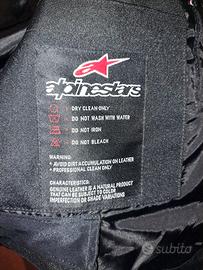 alpinestars
DRY CLEAN ONLY
DO NOT WASH WITH WATER
DO NOT IRON
DO NOT BLEACH
WARNING:
• AVOID DIRT ACCUMULATION ON LEATHER
• PROFESSIONAL CLEAN ONLY
CHARACTERISTICS:
GENUINE LEATHER IS A NATURAL PRODUCT
THAT CAN BE SUBJECT TO COLOR
IMPERFECTION OR SHADE VARIATIONS
subito